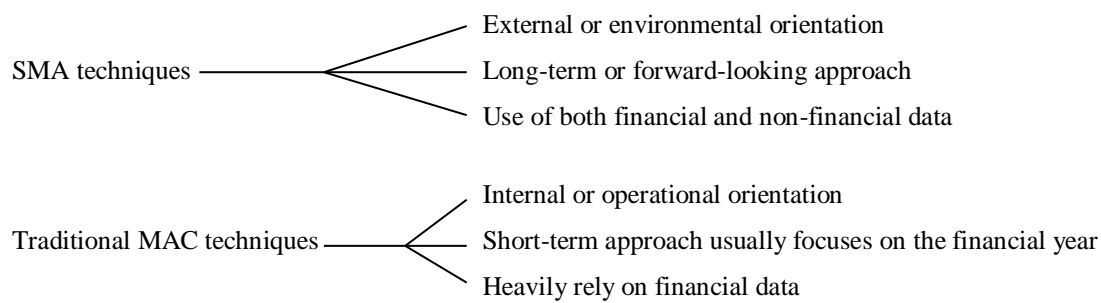 External or environmental orientation
SMA techniques
Long-term or forward-looking approach
Use of both financial and non-financial data
Internal or operational orientation
Traditional MAC techniques
Short-term approach usually focuses on the financial year
Heavily rely on financial data